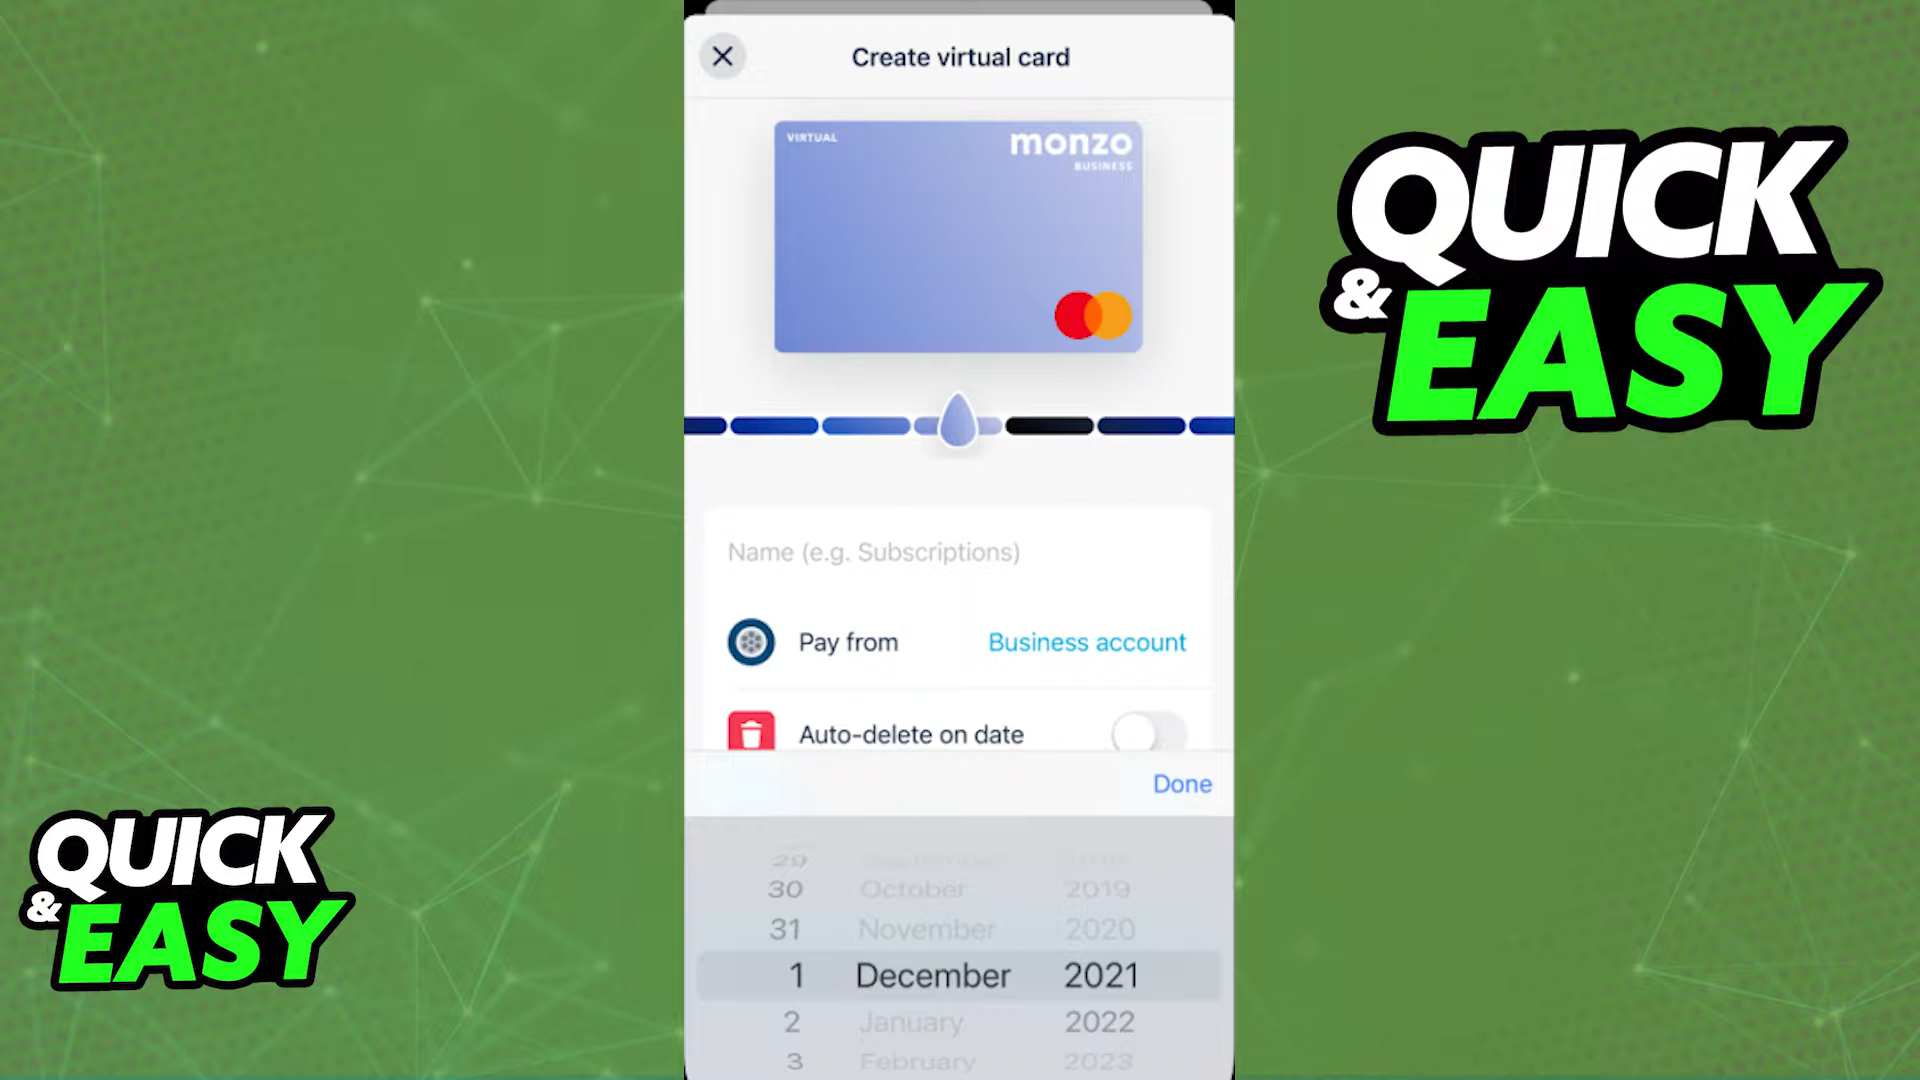 Create virtual card
VIRTUAL
monzo
BUSINESS
Name (e.g. Subscriptions)
Pay from
Business account
Auto-delete on date
Done
29
30 October 2019
31 November 2020
1 December 2021
2 January 2022
3 February 2023
QUICK
& EASY
QUICK
& EASY